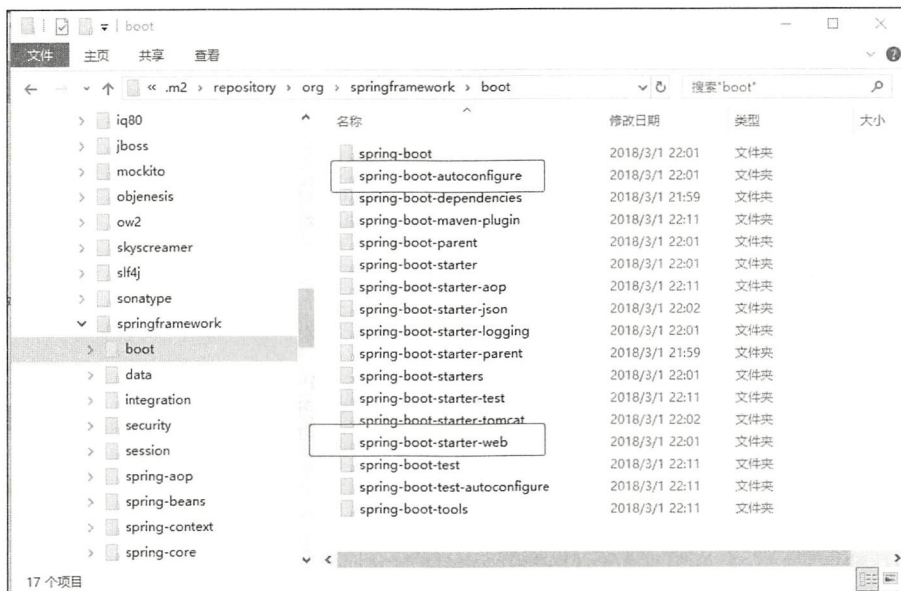 boot
文件 主页 共享 查看
« .m2 › repository › org › springframework › boot 搜索"boot"
名称 修改日期 类型 大小
iq80
jboss
mockito
objenesis
ow2
skyscreamer
slf4j
sonatype
springframework
boot
data
integration
security
session
spring-aop
spring-beans
spring-context
spring-core
spring-boot 2018/3/1 22:01 文件夹
spring-boot-autoconfigure 2018/3/1 22:01 文件夹
spring-boot-dependencies 2018/3/1 21:59 文件夹
spring-boot-maven-plugin 2018/3/1 22:11 文件夹
spring-boot-parent 2018/3/1 22:01 文件夹
spring-boot-starter 2018/3/1 22:01 文件夹
spring-boot-starter-aop 2018/3/1 22:11 文件夹
spring-boot-starter-json 2018/3/1 22:02 文件夹
spring-boot-starter-logging 2018/3/1 22:01 文件夹
spring-boot-starter-parent 2018/3/1 21:59 文件夹
spring-boot-starters 2018/3/1 22:01 文件夹
spring-boot-starter-test 2018/3/1 22:11 文件夹
spring-boot-starter-tomcat 2018/3/1 22:02 文件夹
spring-boot-starter-web 2018/3/1 22:01 文件夹
spring-boot-test 2018/3/1 22:11 文件夹
spring-boot-test-autoconfigure 2018/3/1 22:11 文件夹
spring-boot-tools 2018/3/1 22:11 文件夹
17 个项目